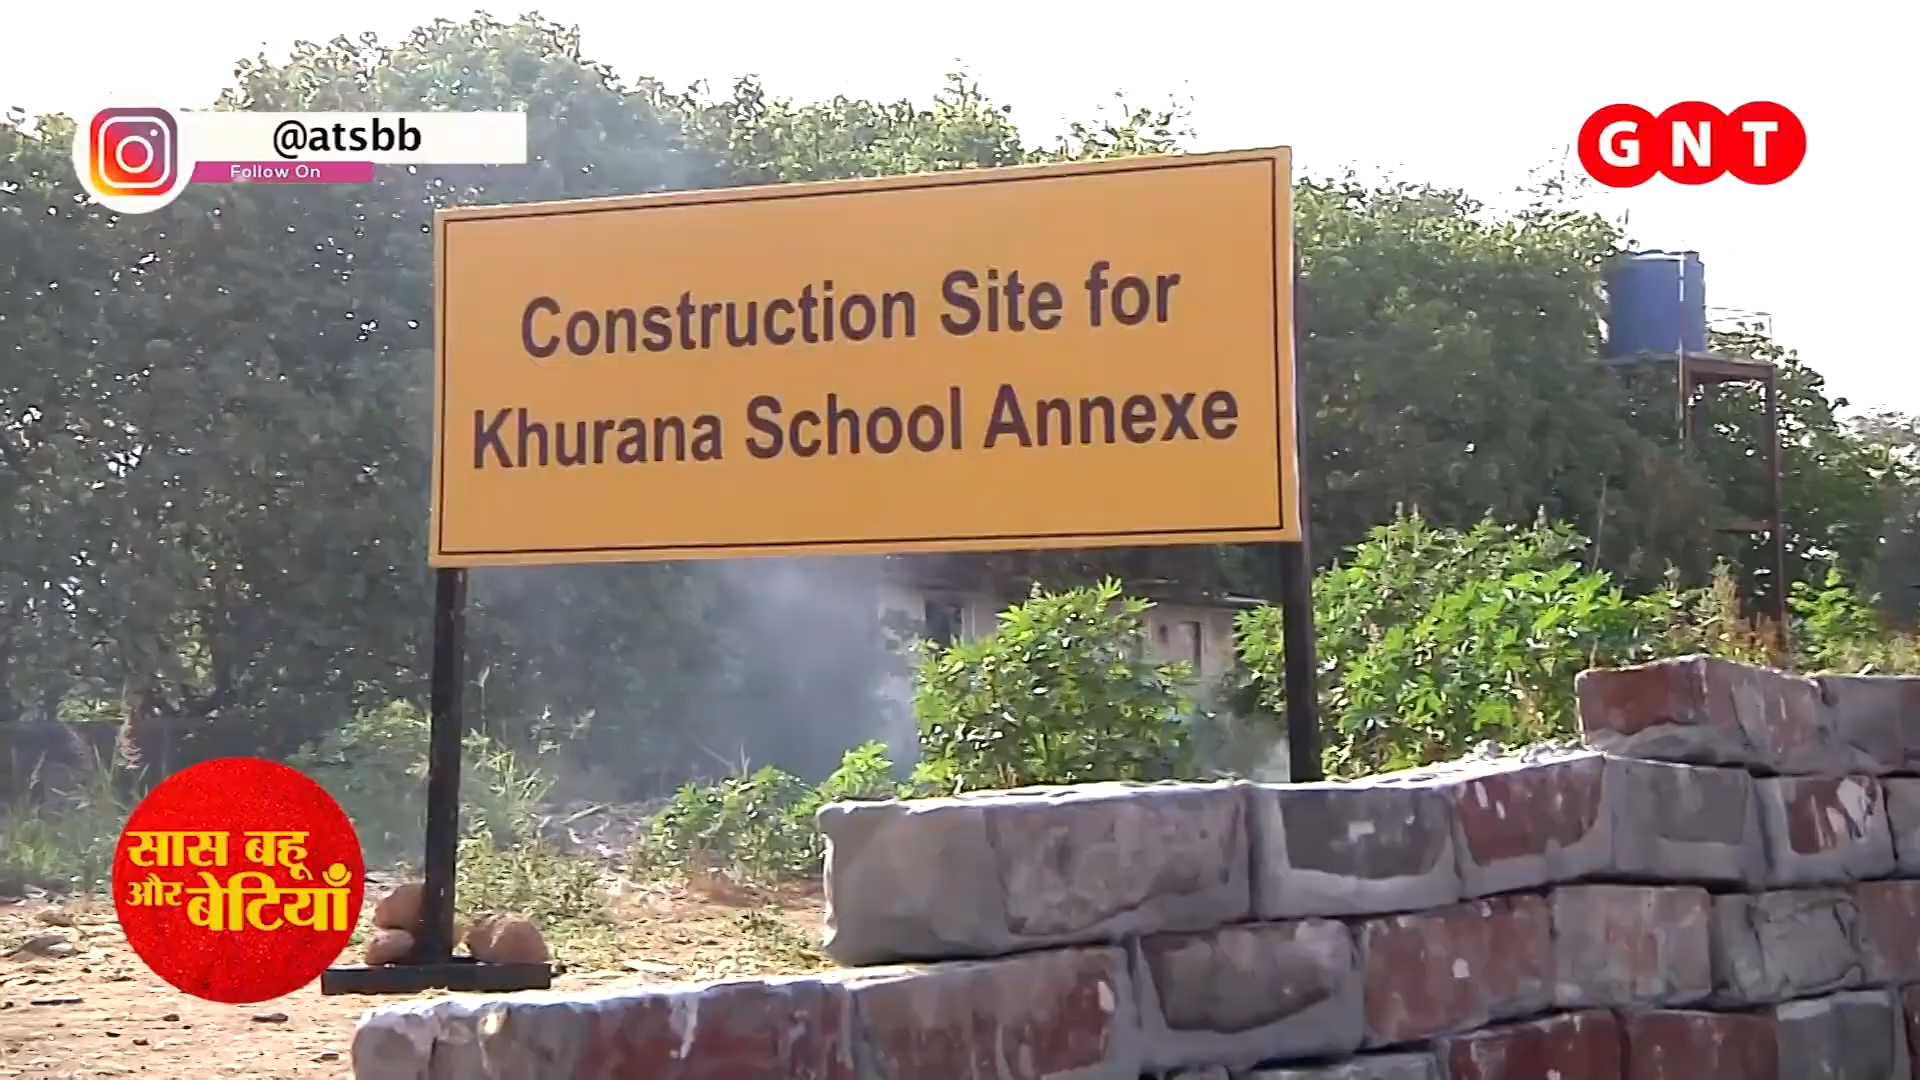 @atsbb
Follow On
GNT
Construction Site for
Khurana School Annexe
सास बहू
और बेटियाँ